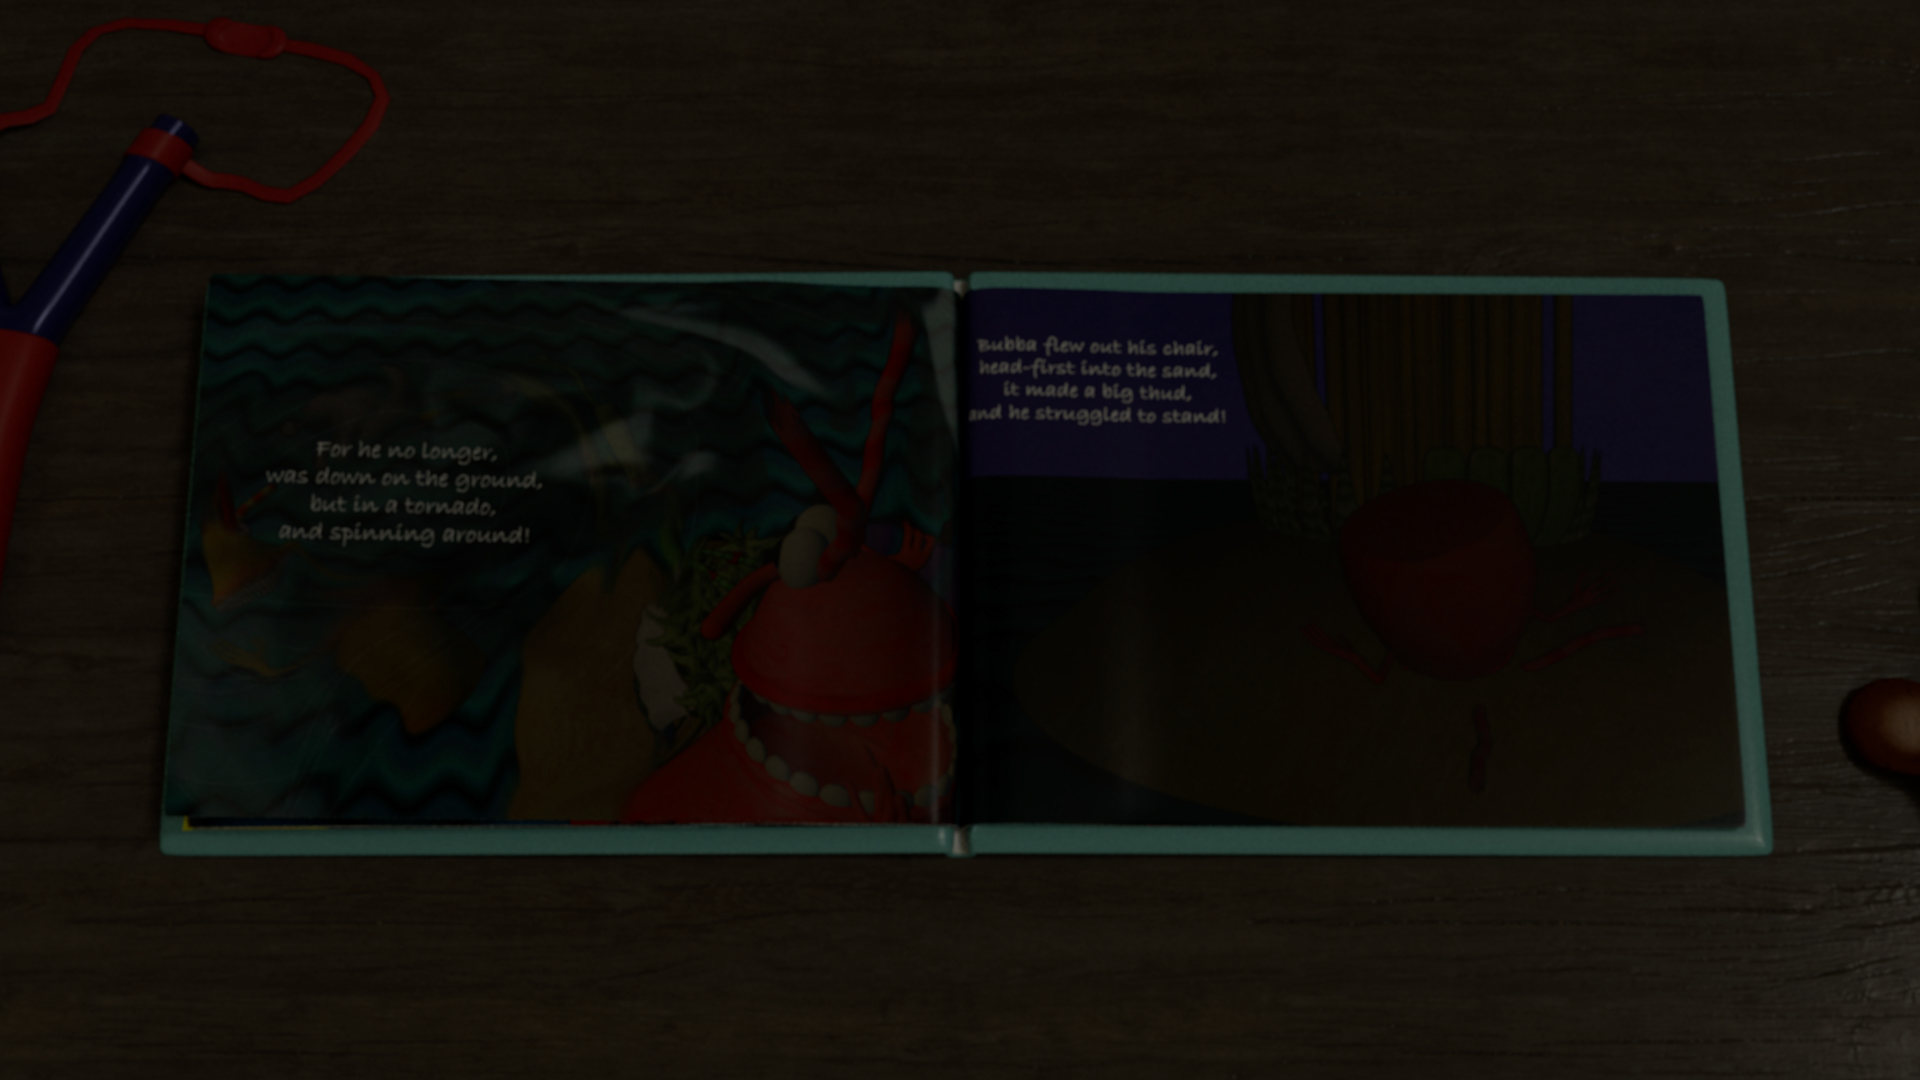 For he no longer,
was down on the ground,
but in a tornado,
and spinning around!
Bubba flew out his chair,
head-first into the sand,
it made a big thud,
and he struggled to stand!